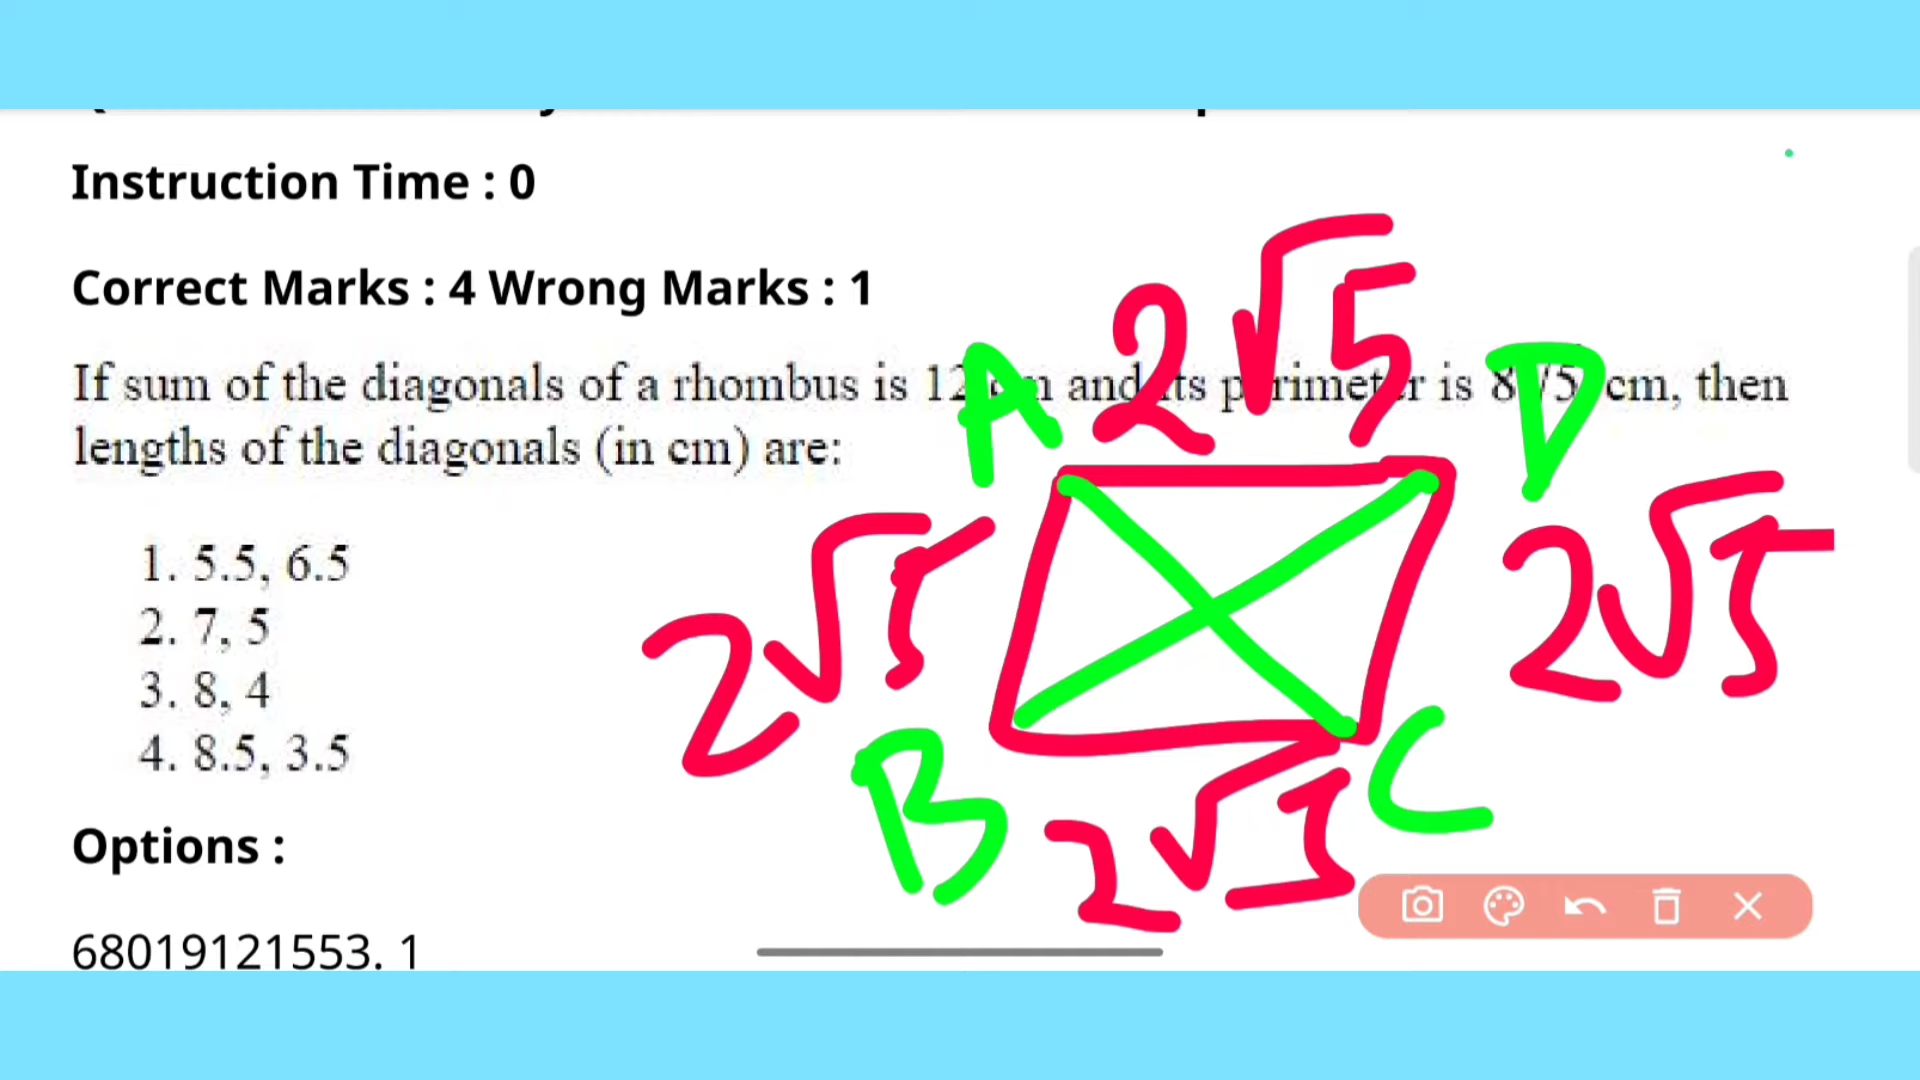 Instruction Time : 0
Correct Marks : 4 Wrong Marks : 1
2√5
If sum of the diagonals of a rhombus is 12 and its perimeter is 8√5 cm, then
A
D
lengths of the diagonals (in cm) are:
1. 5.5, 6.5
2√5
2√5
2. 7, 5
3. 8, 4
4. 8.5, 3.5
B
C
2√5
Options :
68019121553. 1